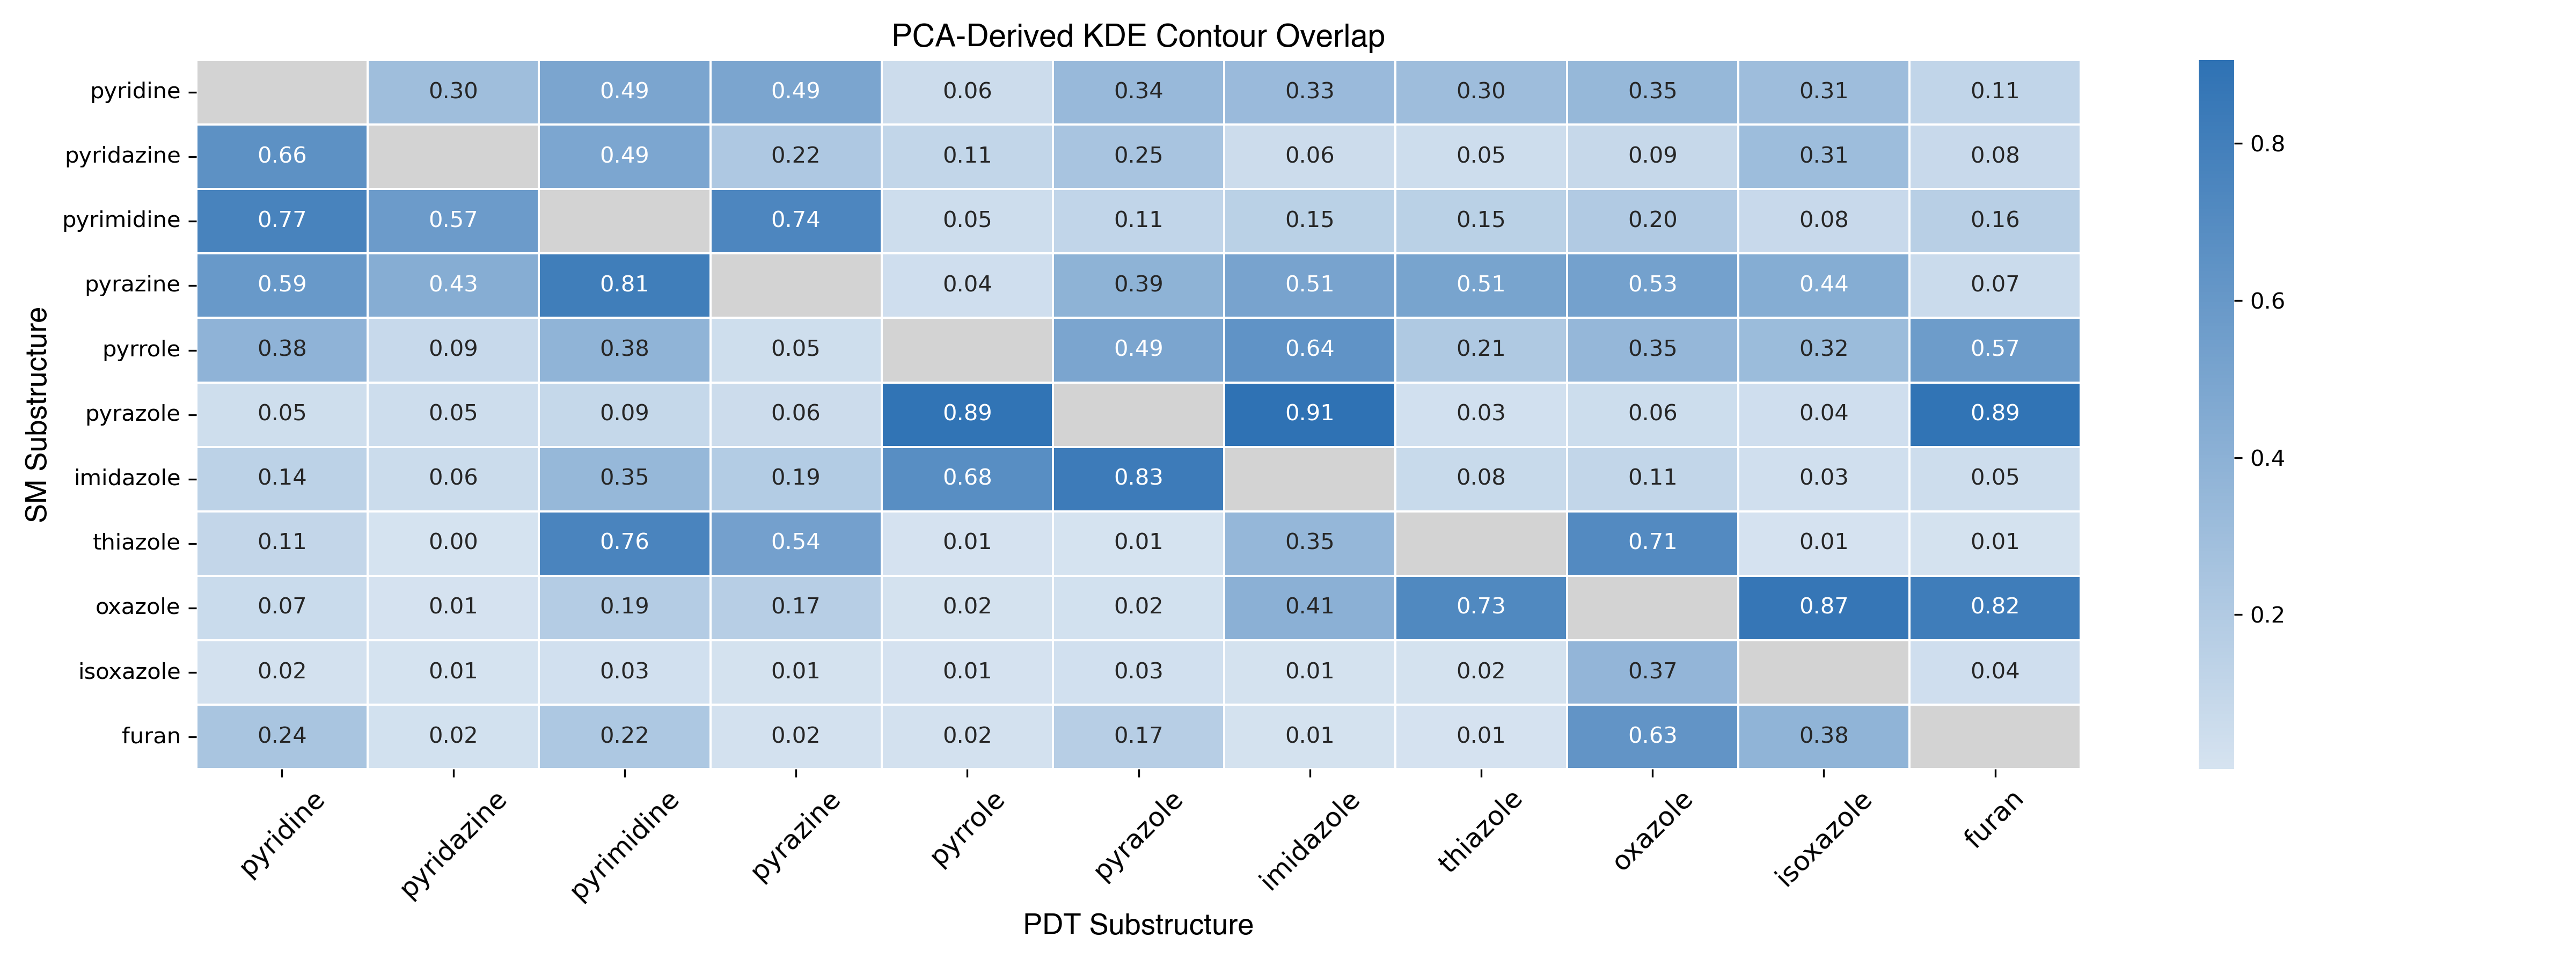 PCA-Derived KDE Contour Overlap
SM Substructure
pyridine 0.30 0.49 0.49 0.06 0.34 0.33 0.30 0.35 0.31 0.11
pyridazine 0.66 0.49 0.22 0.11 0.25 0.06 0.05 0.09 0.31 0.08
pyrimidine 0.77 0.57 0.74 0.05 0.11 0.15 0.15 0.20 0.08 0.16
pyrazine 0.59 0.43 0.81 0.04 0.39 0.51 0.51 0.53 0.44 0.07
pyrrole 0.38 0.09 0.38 0.05 0.49 0.64 0.21 0.35 0.32 0.57
pyrazole 0.05 0.05 0.09 0.06 0.89 0.91 0.03 0.06 0.04 0.89
imidazole 0.14 0.06 0.35 0.19 0.68 0.83 0.08 0.11 0.03 0.05
thiazole 0.11 0.00 0.76 0.54 0.01 0.01 0.35 0.71 0.01 0.01
oxazole 0.07 0.01 0.19 0.17 0.02 0.02 0.41 0.73 0.87 0.82
isoxazole 0.02 0.01 0.03 0.01 0.01 0.03 0.01 0.02 0.37 0.04
furan 0.24 0.02 0.22 0.02 0.02 0.17 0.01 0.01 0.63 0.38
pyridine pyridazine pyrimidine pyrazine pyrrole pyrazole imidazole thiazole oxazole isoxazole furan
PDT Substructure
0.8
0.6
0.4
0.2